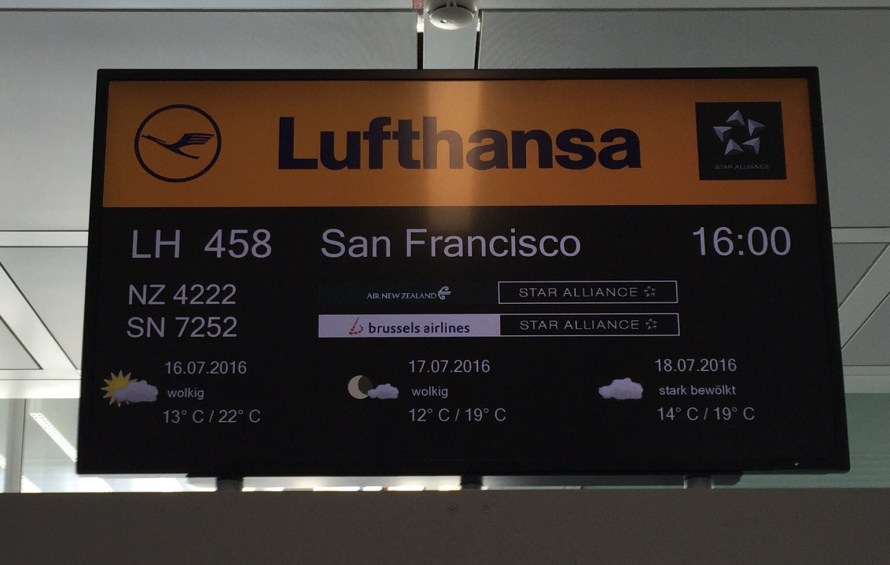 Lufthansa
STAR ALLIANCE
LH 458 San Francisco 16:00
NZ 4222 AIR NEW ZEALAND STAR ALLIANCE
SN 7252 brussels airlines STAR ALLIANCE
16.07.2016 17.07.2016 18.07.2016
wolkig wolkig stark bewölkt
13° C / 22° C 12° C / 19° C 14° C / 19° C